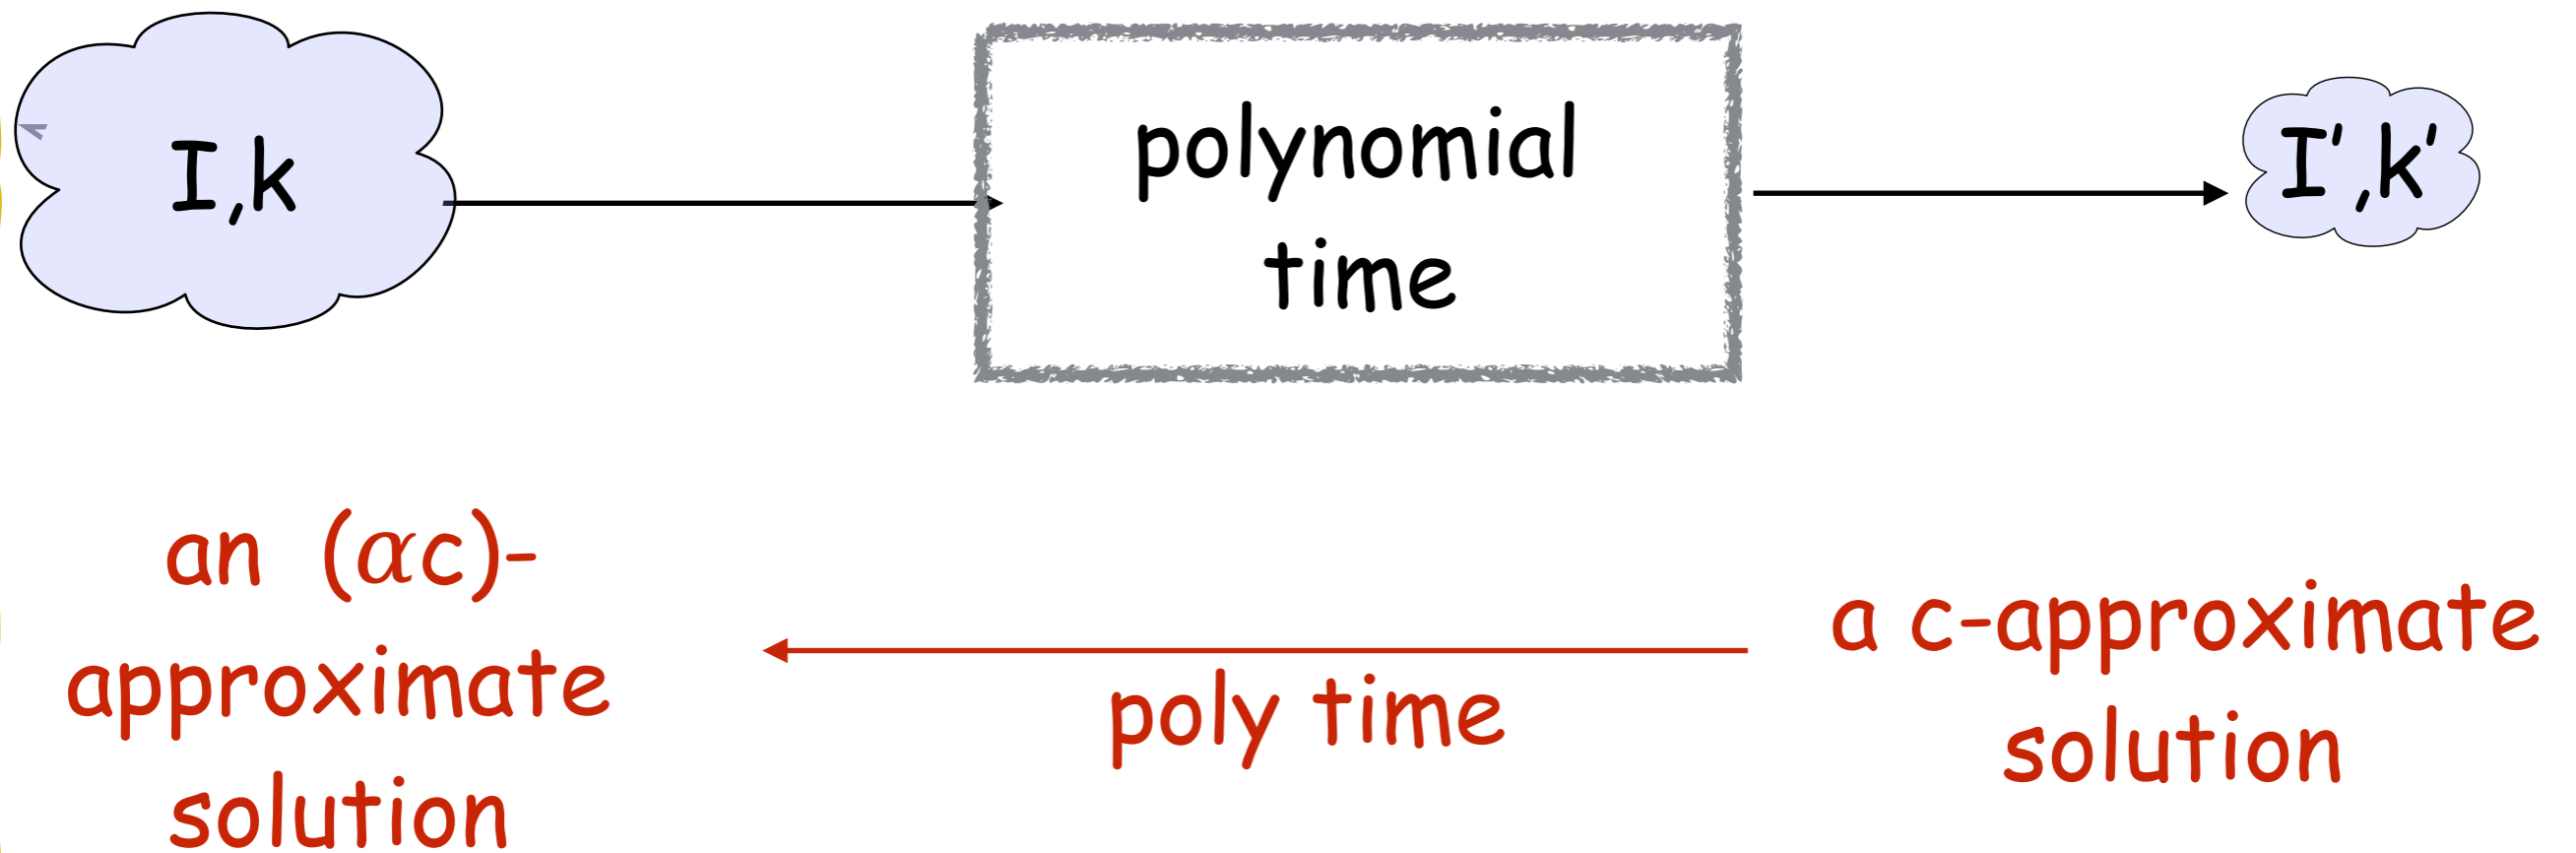 I,k
polynomial
time
I',k'
an (αc)-
approximate
solution
poly time
a c-approximate
solution